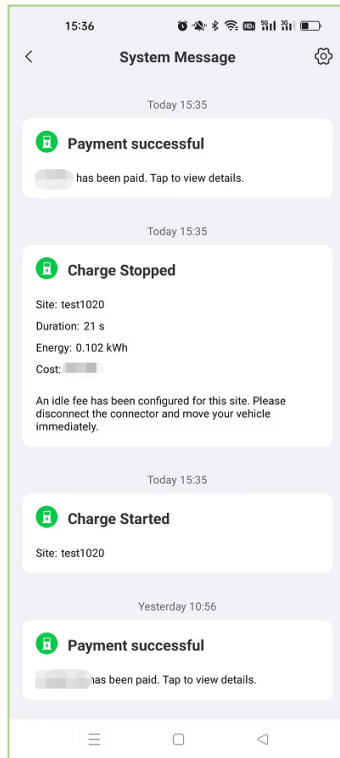 15:36
System Message
Today 15:35
Payment successful
has been paid. Tap to view details.
Today 15:35
Charge Stopped
Site: test1020
Duration: 21 s
Energy: 0.102 kWh
Cost:
An idle fee has been configured for this site. Please
disconnect the connector and move your vehicle
immediately.
Today 15:35
Charge Started
Site: test1020
Yesterday 10:56
Payment successful
has been paid. Tap to view details.